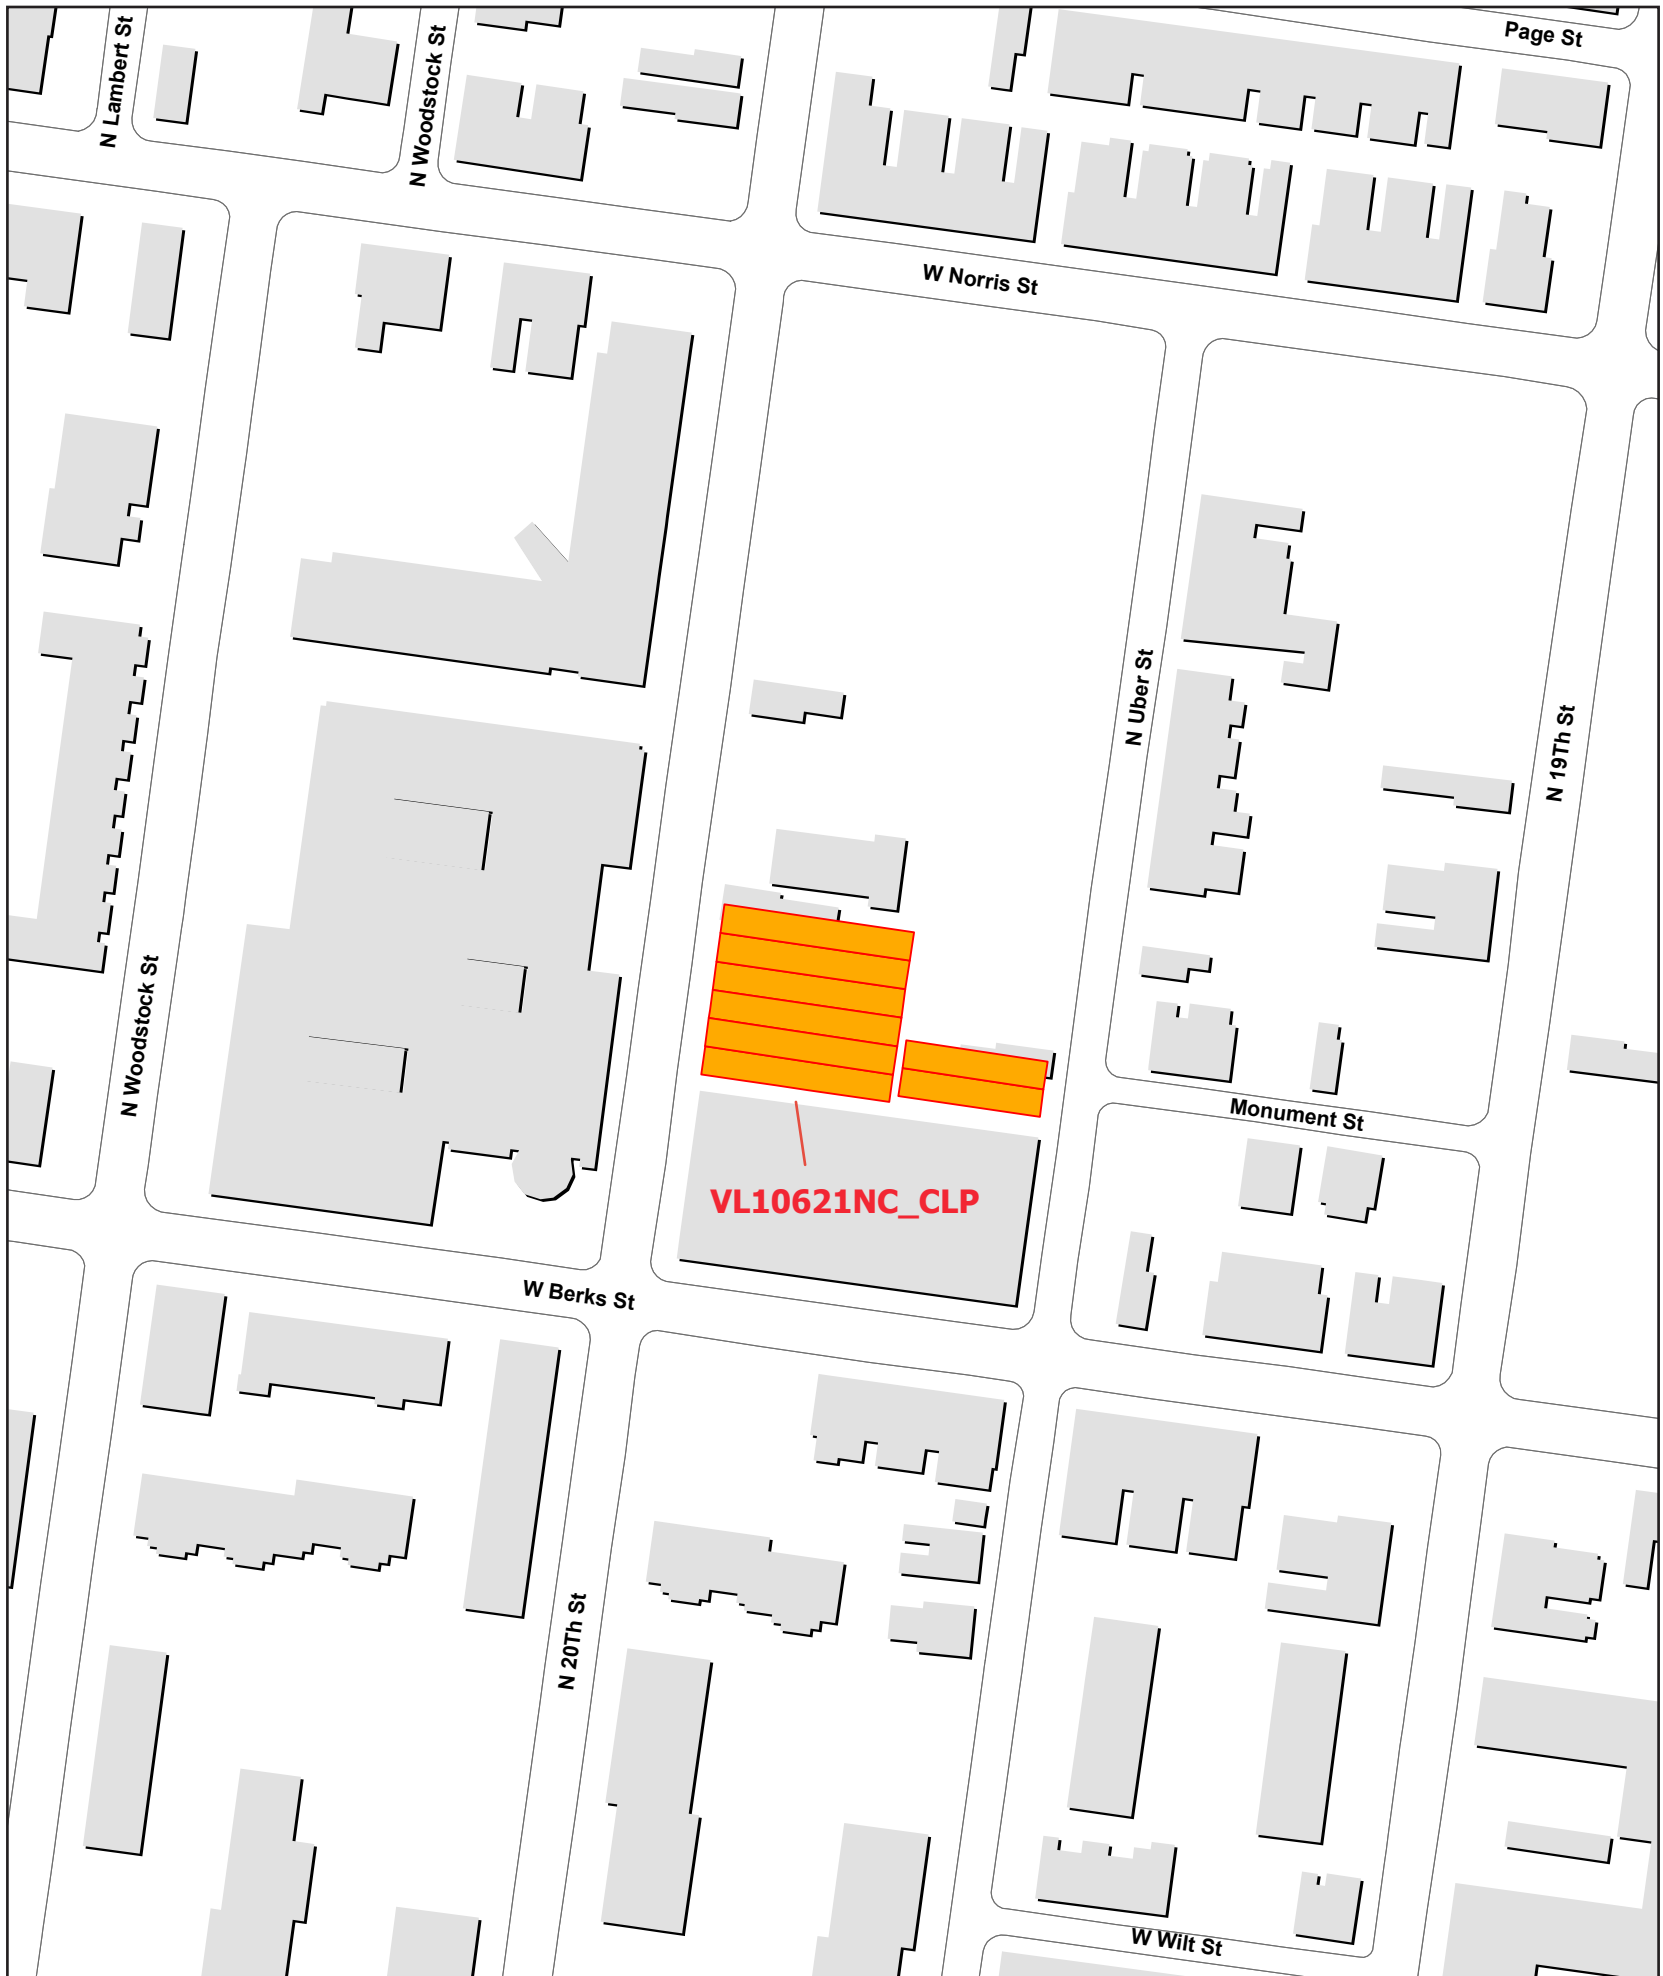 Page St
N Lambert St
N Woodstock St
W Norris St
N Uber St
N 19Th St
N Woodstock St
Monument St
VL10621NC_CLP
W Berks St
N 20Th St
W Wilt St